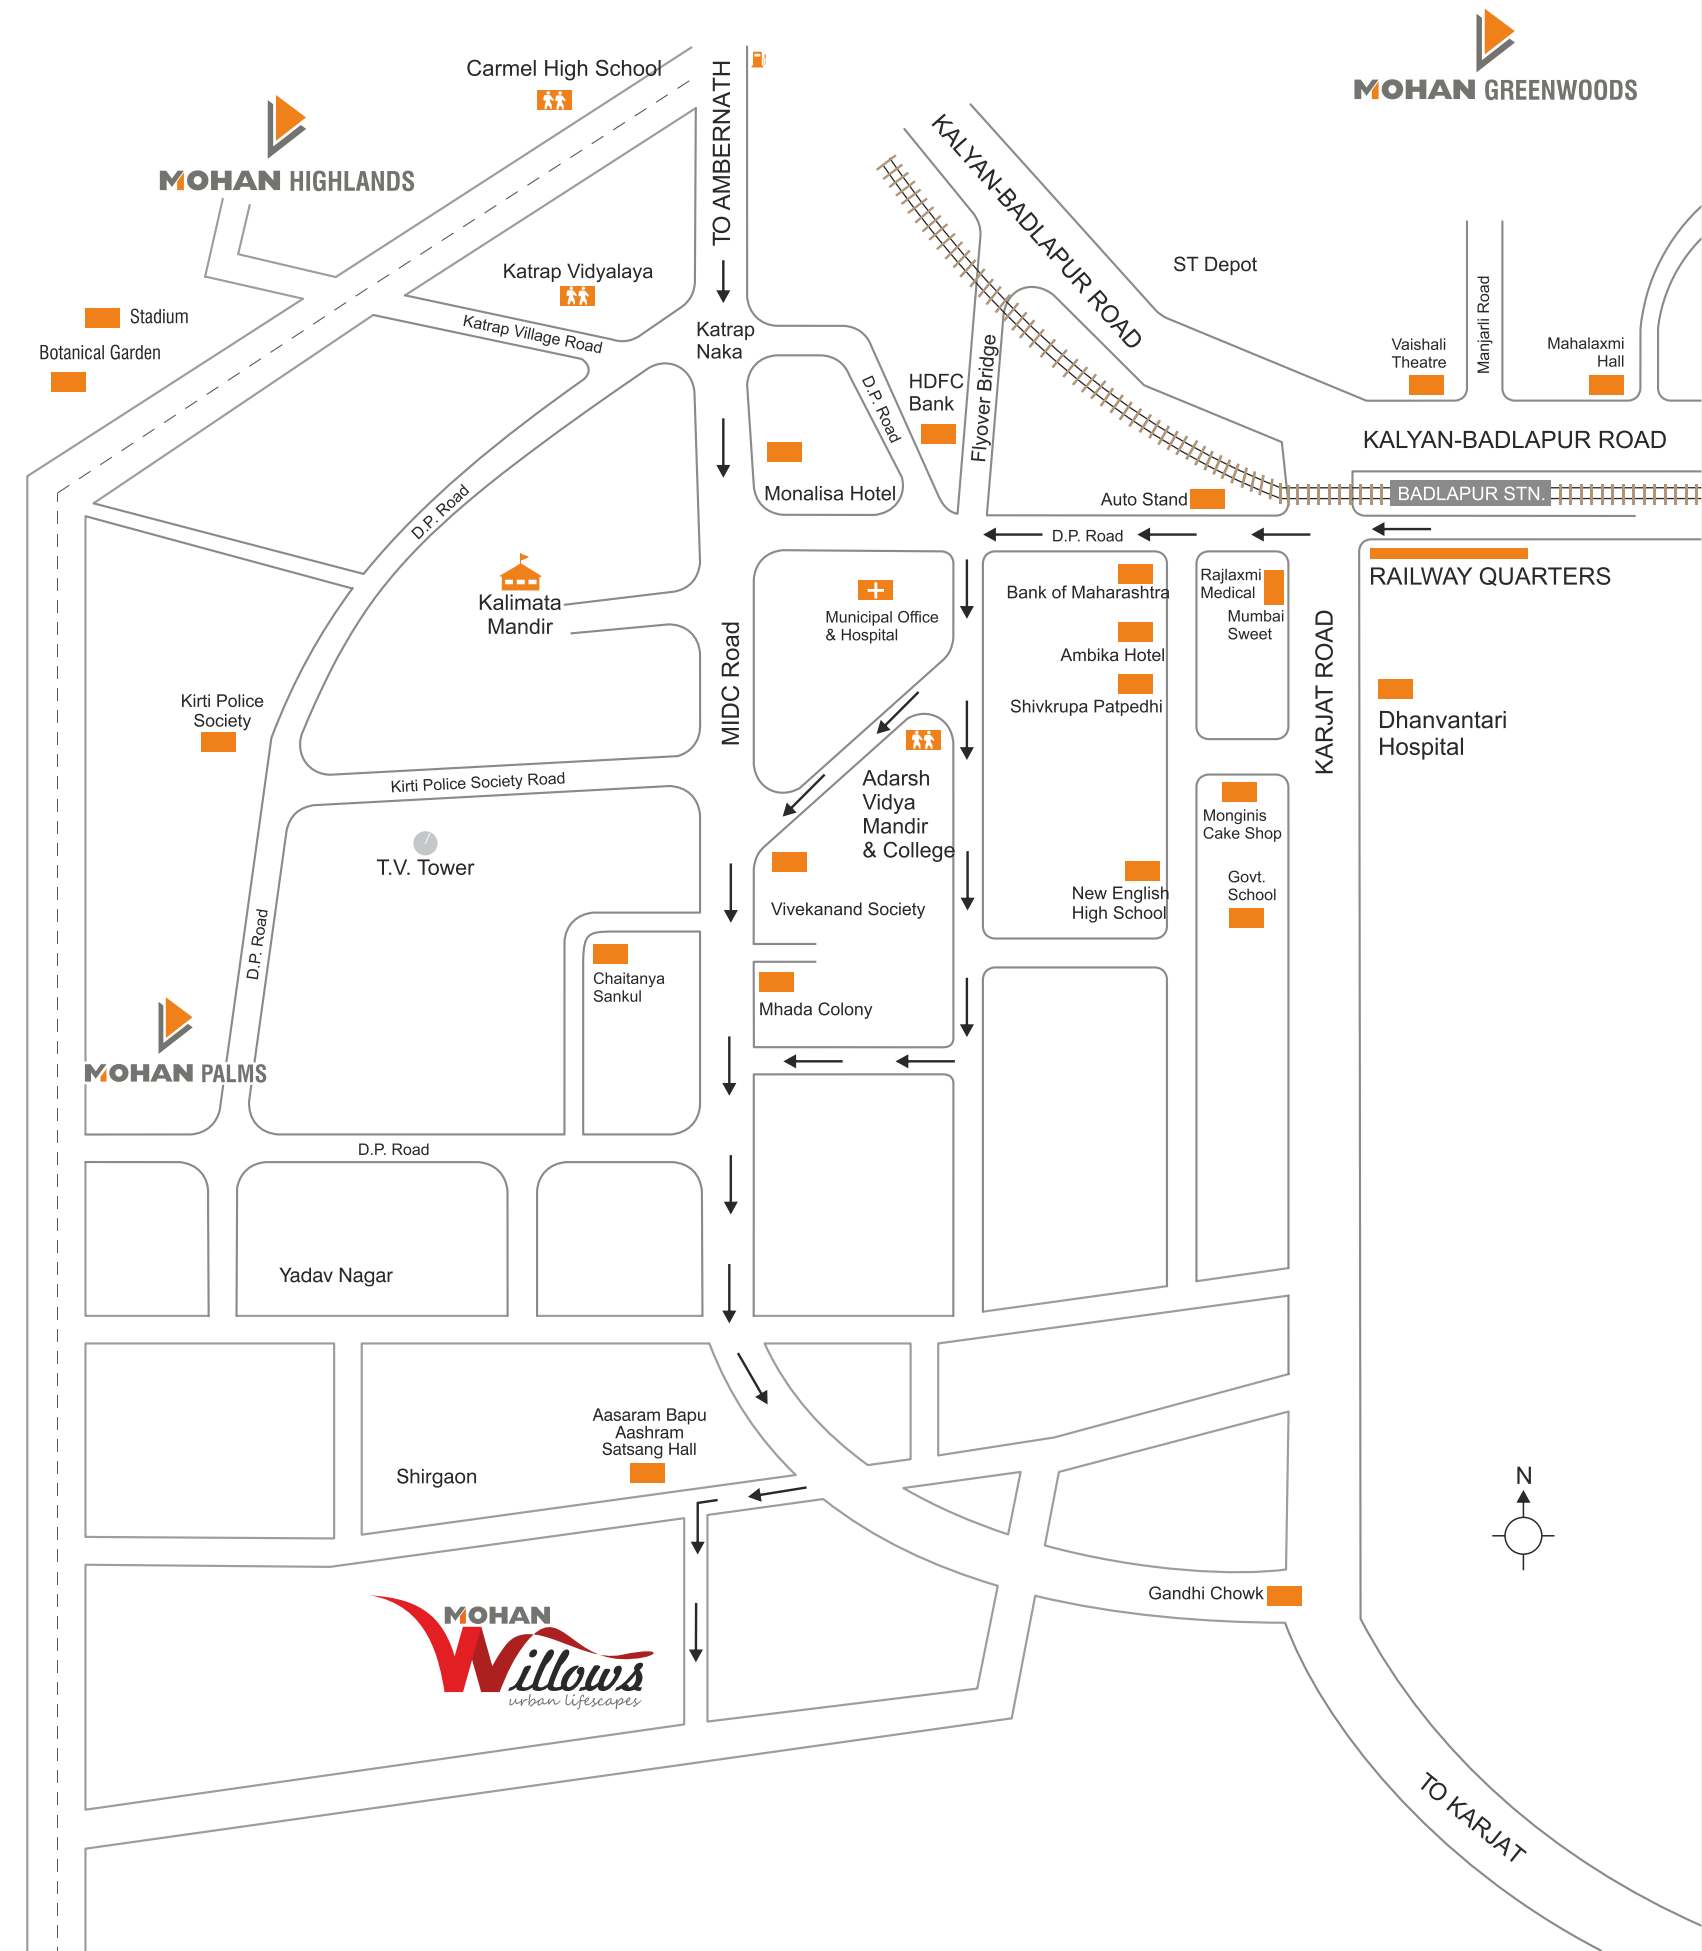 Carmel High School
MOHAN GREENWOODS
TO AMBERNATH
KALYAN-BADLAPUR ROAD
MOHAN HIGHLANDS
Katrap Vidyalaya
ST Depot
Stadium
Katrap Village Road
Katrap
Naka
Manjarli Road
Botanical Garden
Vaishali
Theatre
Mahalaxmi
Hall
HDFC
Bank
D.P. Road
Flyover Bridge
KALYAN-BADLAPUR ROAD
Monalisa Hotel
Auto Stand
BADLAPUR STN.
D.P. Road
D.P. Road
RAILWAY QUARTERS
Kalimata
Mandir
Municipal Office
& Hospital
Bank of Maharashtra
Rajlaxmi
Medical
Mumbai
Sweet
Ambika Hotel
MIDC Road
KARJAT ROAD
Kirti Police
Society
Shivkrupa Patpedhi
Dhanvantari
Hospital
Kirti Police Society Road
Adarsh
Vidya
Mandir
& College
Monginis
Cake Shop
T.V. Tower
New English
High School
Govt.
School
Vivekanand Society
D.P. Road
Chaitanya
Sankul
Mhada Colony
MOHAN PALMS
D.P. Road
Yadav Nagar
Aasaram Bapu
Aashram
Satsang Hall
Shirgaon
N
Gandhi Chowk
MOHAN
Willows
urban lifescapes
TO KARJAT